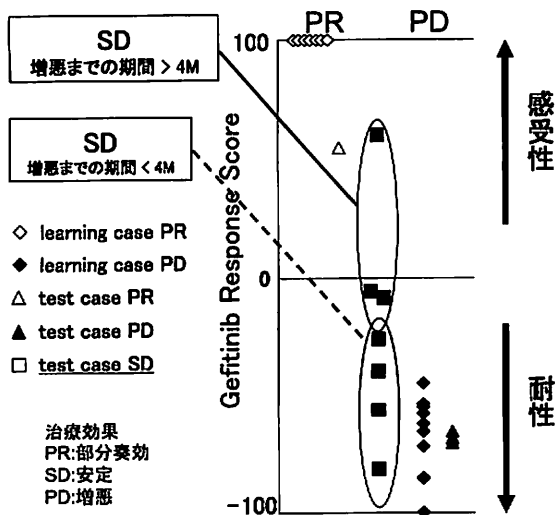 PR PD
SD
増悪までの期間 > 4M
SD
増悪までの期間 < 4M
◇ learning case PR
◆ learning case PD
△ test case PR
▲ test case PD
□ test case SD
治療効果
PR:部分奏効
SD:安定
PD:増悪
Gefitinib Response Score
100
0
-100
感受性
耐性